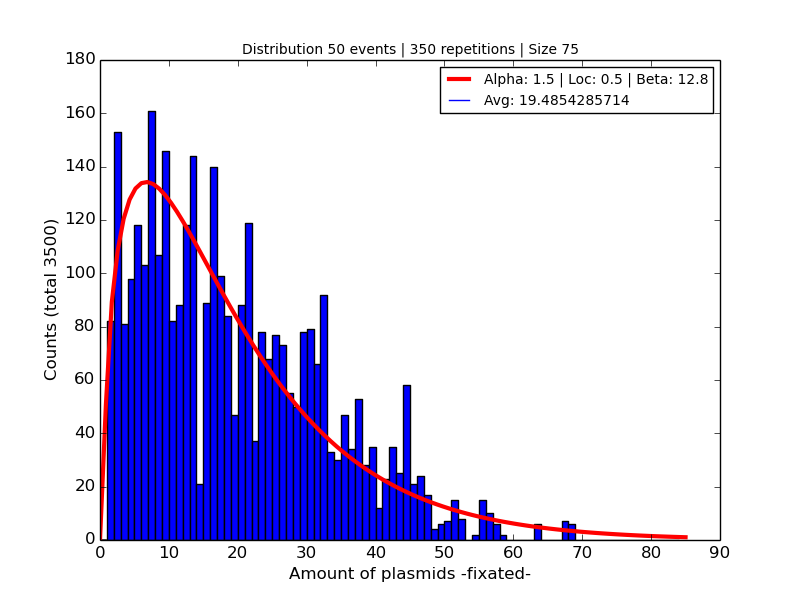 Distribution 50 events | 350 repetitions | Size 75
Alpha: 1.5 | Loc: 0.5 | Beta: 12.8
Avg: 19.4854285714
180
160
140
120
100
80
60
40
20
0
Counts (total 3500)
0 10 20 30 40 50 60 70 80 90
Amount of plasmids -fixated-